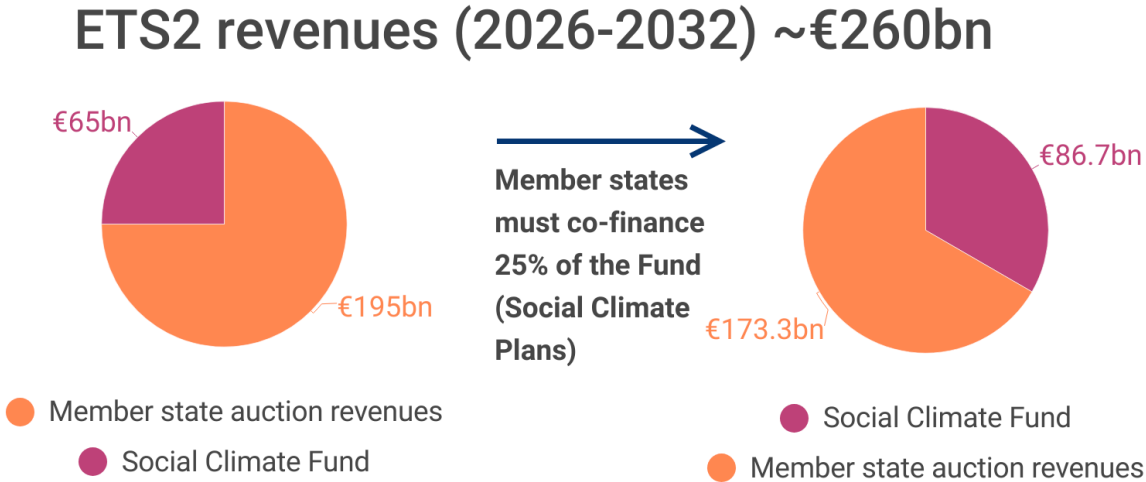 ETS2 revenues (2026-2032) ~€260bn
€65bn
€195bn
Member state auction revenues
Social Climate Fund
Member states
must co-finance
25% of the Fund
(Social Climate
Plans)
€86.7bn
€173.3bn
Social Climate Fund
Member state auction revenues